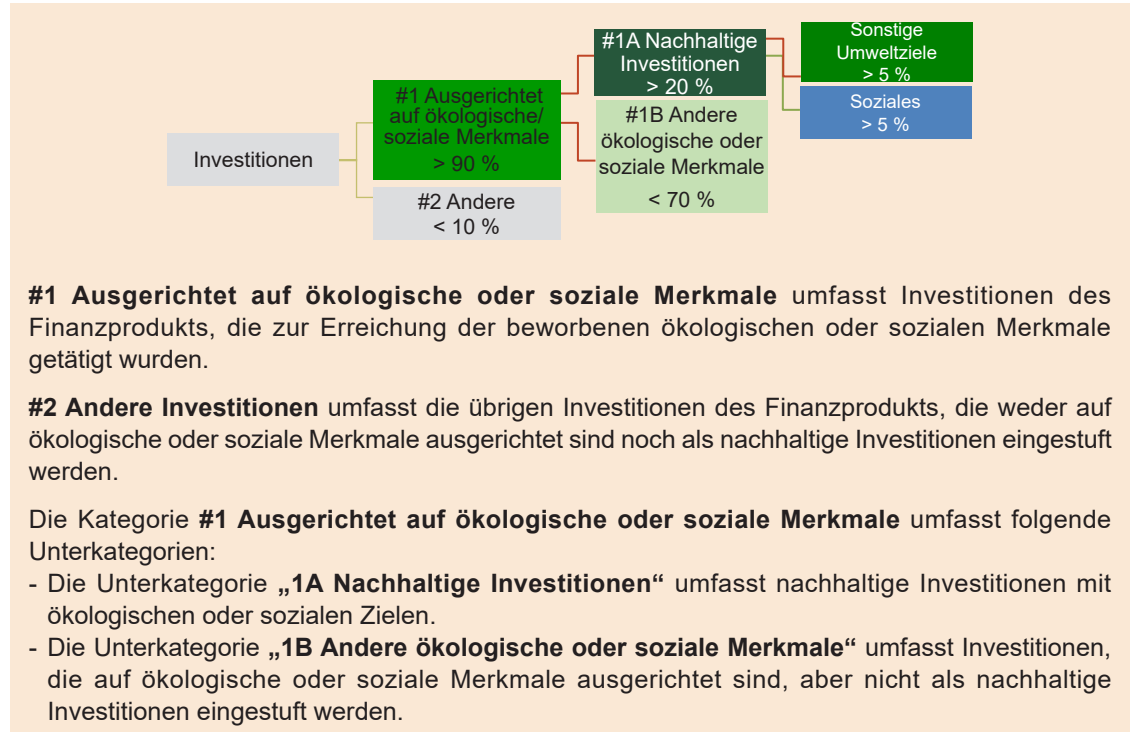 #1A Nachhaltige
Investitionen
> 20 %
Sonstige
Umweltziele
> 5 %
Soziales
> 5 %
#1 Ausgerichtet
auf ökologische/
soziale Merkmale
> 90 %
#1B Andere
ökologische oder
soziale Merkmale
< 70 %
Investitionen
#2 Andere
< 10 %
#1 Ausgerichtet auf ökologische oder soziale Merkmale umfasst Investitionen des
Finanzprodukts, die zur Erreichung der beworbenen ökologischen oder sozialen Merkmale
getätigt wurden.
#2 Andere Investitionen umfasst die übrigen Investitionen des Finanzprodukts, die weder auf
ökologische oder soziale Merkmale ausgerichtet sind noch als nachhaltige Investitionen eingestuft
werden.
Die Kategorie #1 Ausgerichtet auf ökologische oder soziale Merkmale umfasst folgende
Unterkategorien:
- Die Unterkategorie „1A Nachhaltige Investitionen“ umfasst nachhaltige Investitionen mit
ökologischen oder sozialen Zielen.
- Die Unterkategorie „1B Andere ökologische oder soziale Merkmale“ umfasst Investitionen,
die auf ökologische oder soziale Merkmale ausgerichtet sind, aber nicht als nachhaltige
Investitionen eingestuft werden.